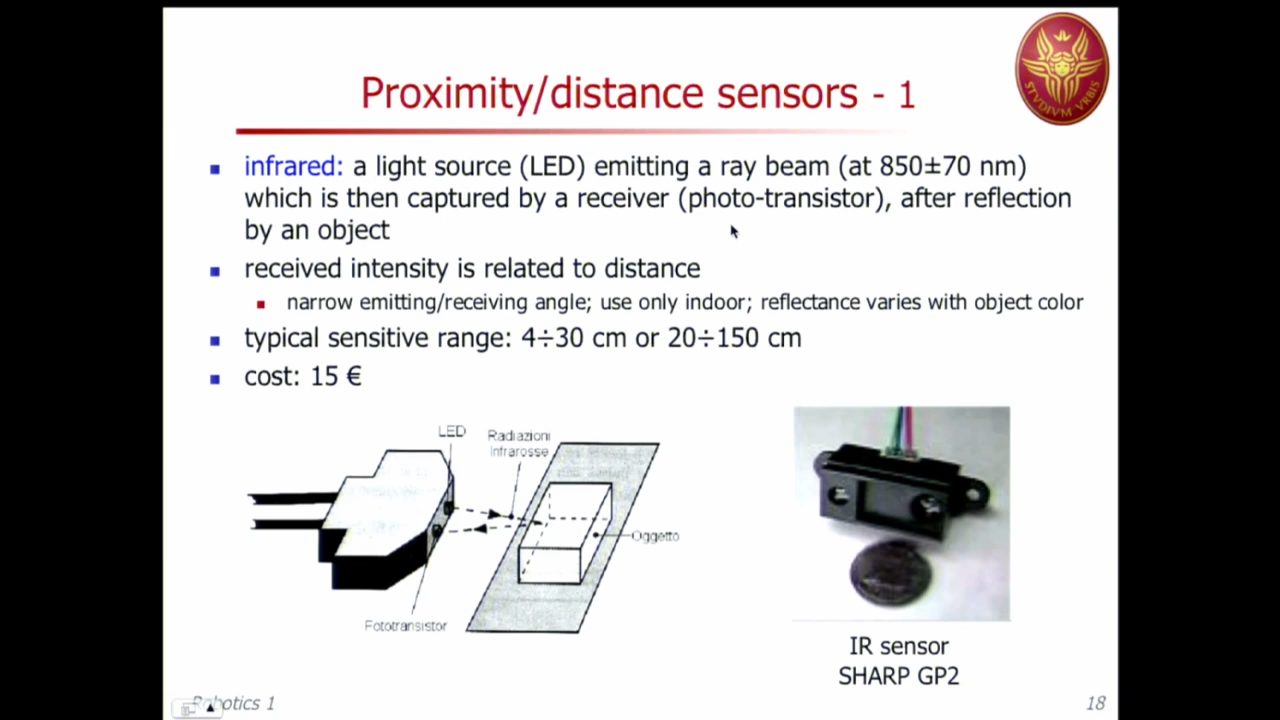 Proximity/distance sensors - 1
STVDIVM VRBIS
infrared: a light source (LED) emitting a ray beam (at 850±70 nm)
which is then captured by a receiver (photo-transistor), after reflection
by an object
received intensity is related to distance
narrow emitting/receiving angle; use only indoor; reflectance varies with object color
typical sensitive range: 4÷30 cm or 20÷150 cm
cost: 15 €
LED
Radiazioni
Infrarosse
Oggetto
Fototransistor
IR sensor
SHARP GP2
Robotics 1
18